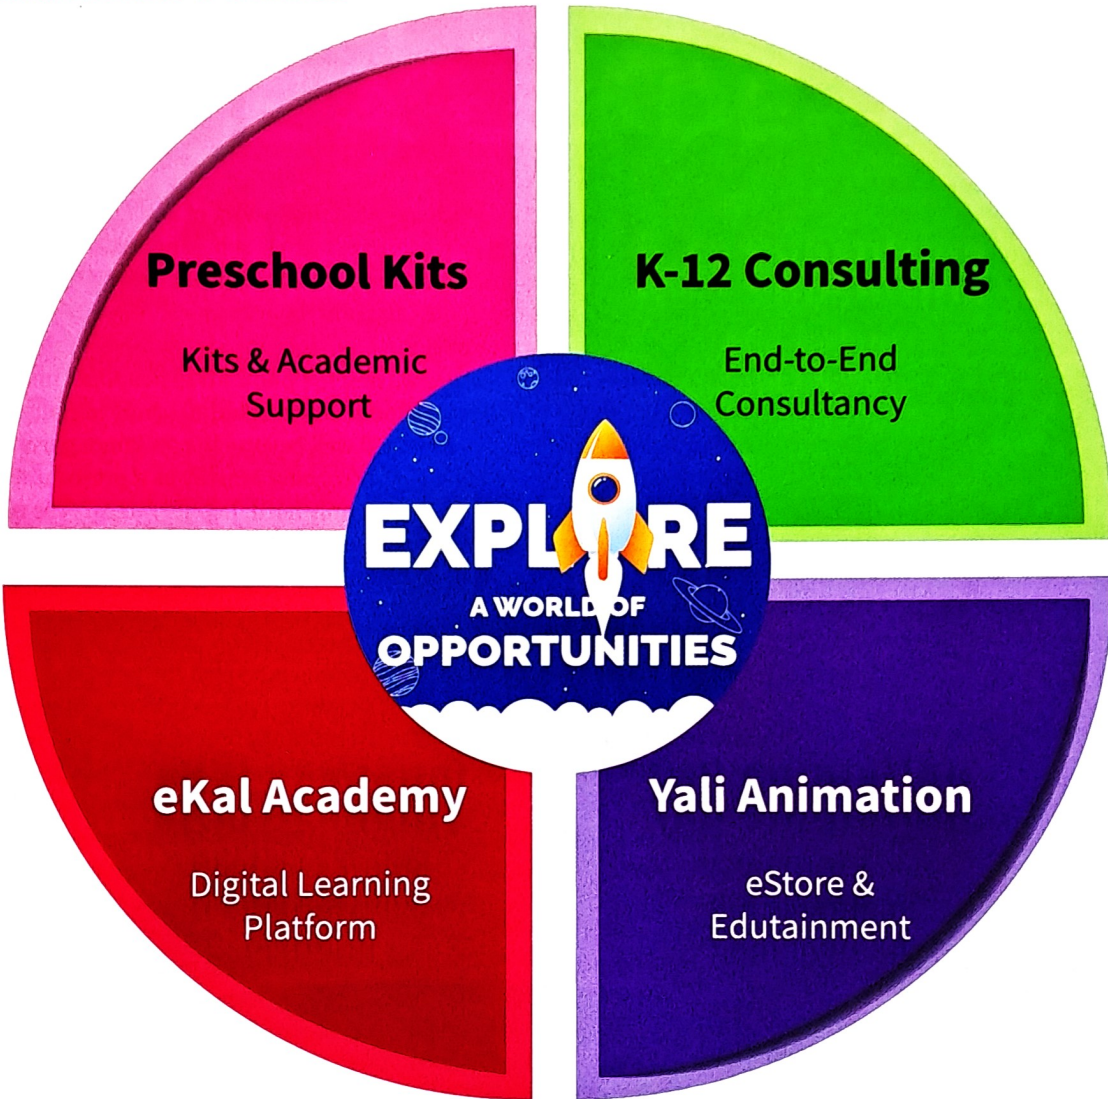 Preschool Kits
Kits & Academic
Support
K-12 Consulting
End-to-End
Consultancy
EXPLORE
A WORLD OF
OPPORTUNITIES
eKal Academy
Digital Learning
Platform
Yali Animation
eStore &
Edutainment